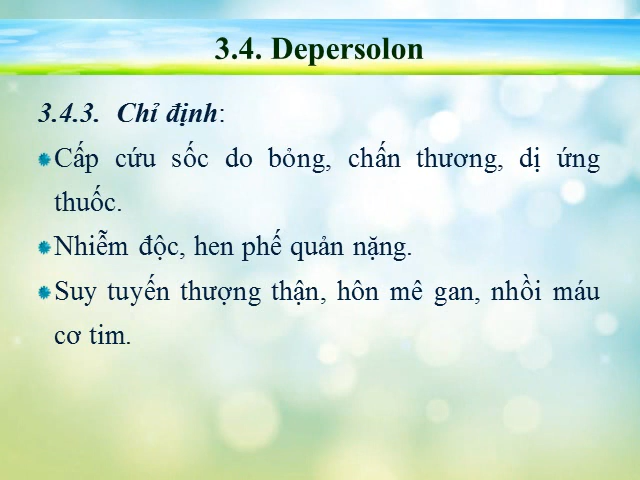 3.4. Depersolon
3.4.3. Chỉ định:
Cấp cứu sốc do bỏng, chấn thương, dị ứng
thuốc.
Nhiễm độc, hen phế quản nặng.
Suy tuyến thượng thận, hôn mê gan, nhồi máu
cơ tim.